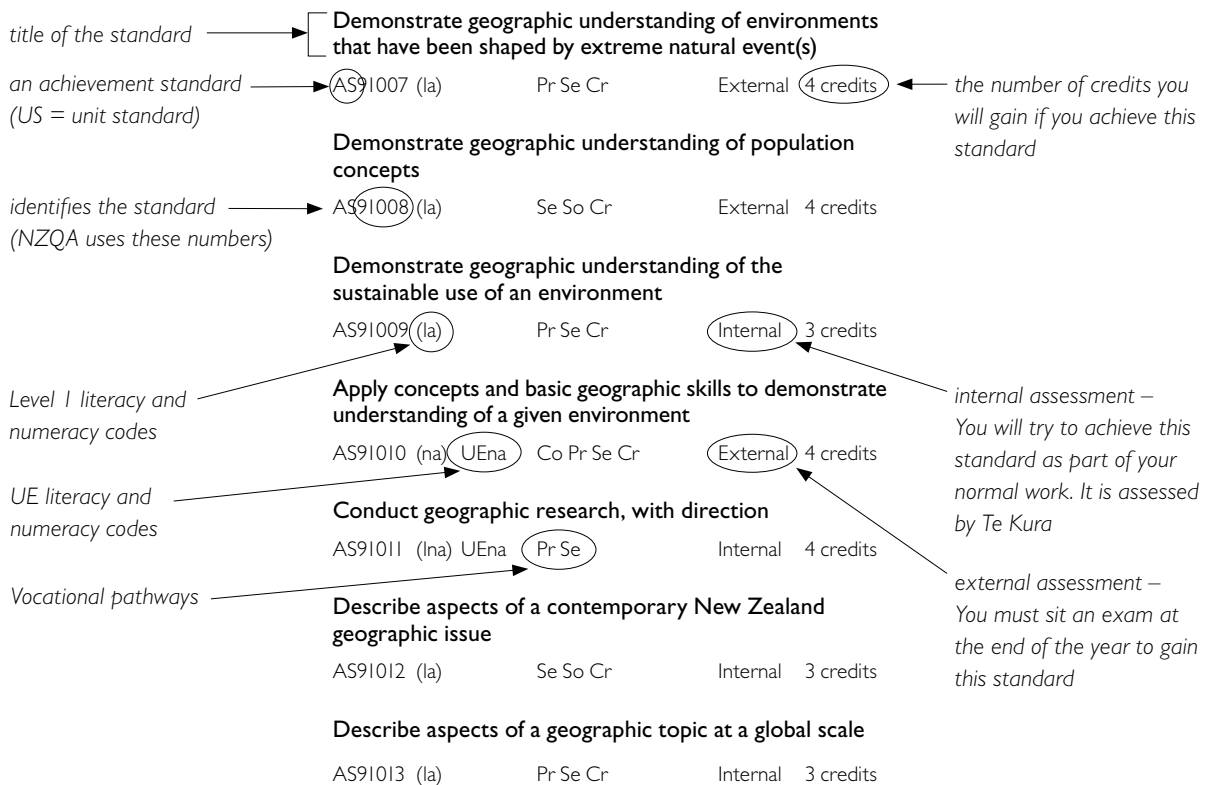 title of the standard
Demonstrate geographic understanding of environments
that have been shaped by extreme natural event(s)
an achievement standard
(US = unit standard)
AS91007 (la) Pr Se Cr External 4 credits
the number of credits you
will gain if you achieve this
standard
Demonstrate geographic understanding of population
concepts
identifies the standard
(NZQA uses these numbers)
AS91008 (la) Se So Cr External 4 credits
Demonstrate geographic understanding of the
sustainable use of an environment
AS91009 (la) Pr Se Cr Internal 3 credits
Level 1 literacy and
numeracy codes
Apply concepts and basic geographic skills to demonstrate
understanding of a given environment
AS91010 (na) UEna Co Pr Se Cr External 4 credits
internal assessment –
You will try to achieve this
standard as part of your
normal work. It is assessed
by Te Kura
UE literacy and
numeracy codes
Conduct geographic research, with direction
AS91011 (lna) UEna Pr Se Internal 4 credits
Vocational pathways
external assessment –
You must sit an exam at
the end of the year to gain
this standard
Describe aspects of a contemporary New Zealand
geographic issue
AS91012 (la) Se So Cr Internal 3 credits
Describe aspects of a geographic topic at a global scale
AS91013 (la) Pr Se Cr Internal 3 credits